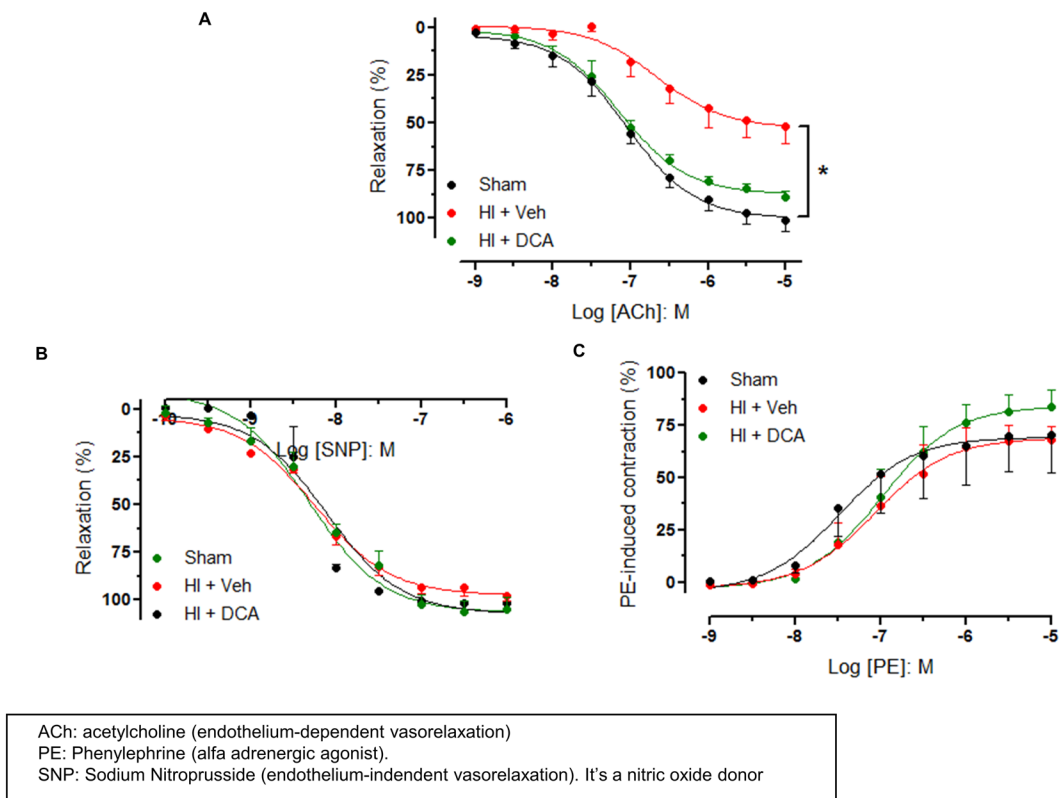 A
0
25
50
75
100
Relaxation (%)
Sham
HI + Veh
HI + DCA
*
-9
-8
-7
-6
-5
Log [ACh]: M
B
0
25
50
75
100
Relaxation (%)
-10
-9
-8
-7
-6
Log [SNP]: M
Sham
HI + Veh
HI + DCA
C
100
75
50
25
0
PE-induced contraction (%)
Sham
HI + Veh
HI + DCA
-9
-8
-7
-6
-5
Log [PE]: M
ACh: acetylcholine (endothelium-dependent vasorelaxation)
PE: Phenylephrine (alfa adrenergic agonist).
SNP: Sodium Nitroprusside (endothelium-indendent vasorelaxation). It's a nitric oxide donor